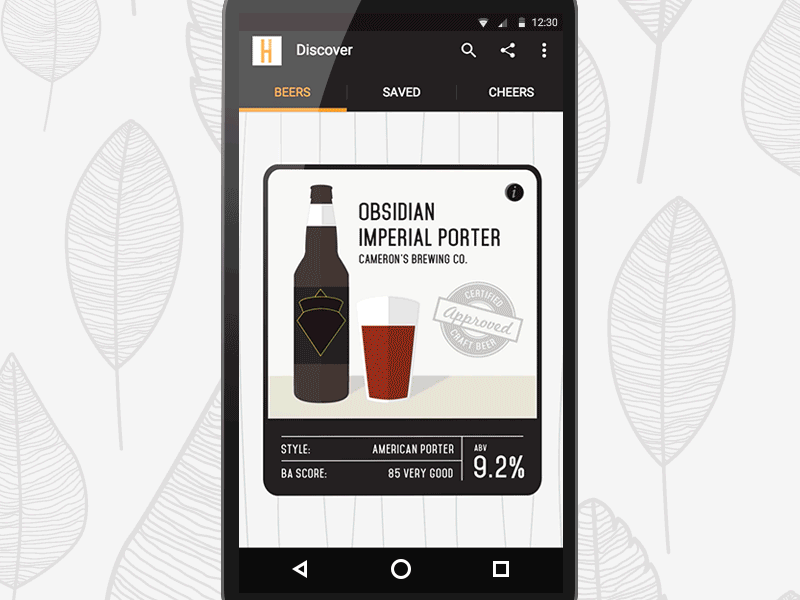 12:30
H Discover
BEERS SAVED CHEERS
i
OBSIDIAN
IMPERIAL PORTER
CAMERON'S BREWING CO.
CERTIFIED
Approved
CRAFT BEER
STYLE: AMERICAN PORTER
BA SCORE: 85 VERY GOOD
ABV
9.2%